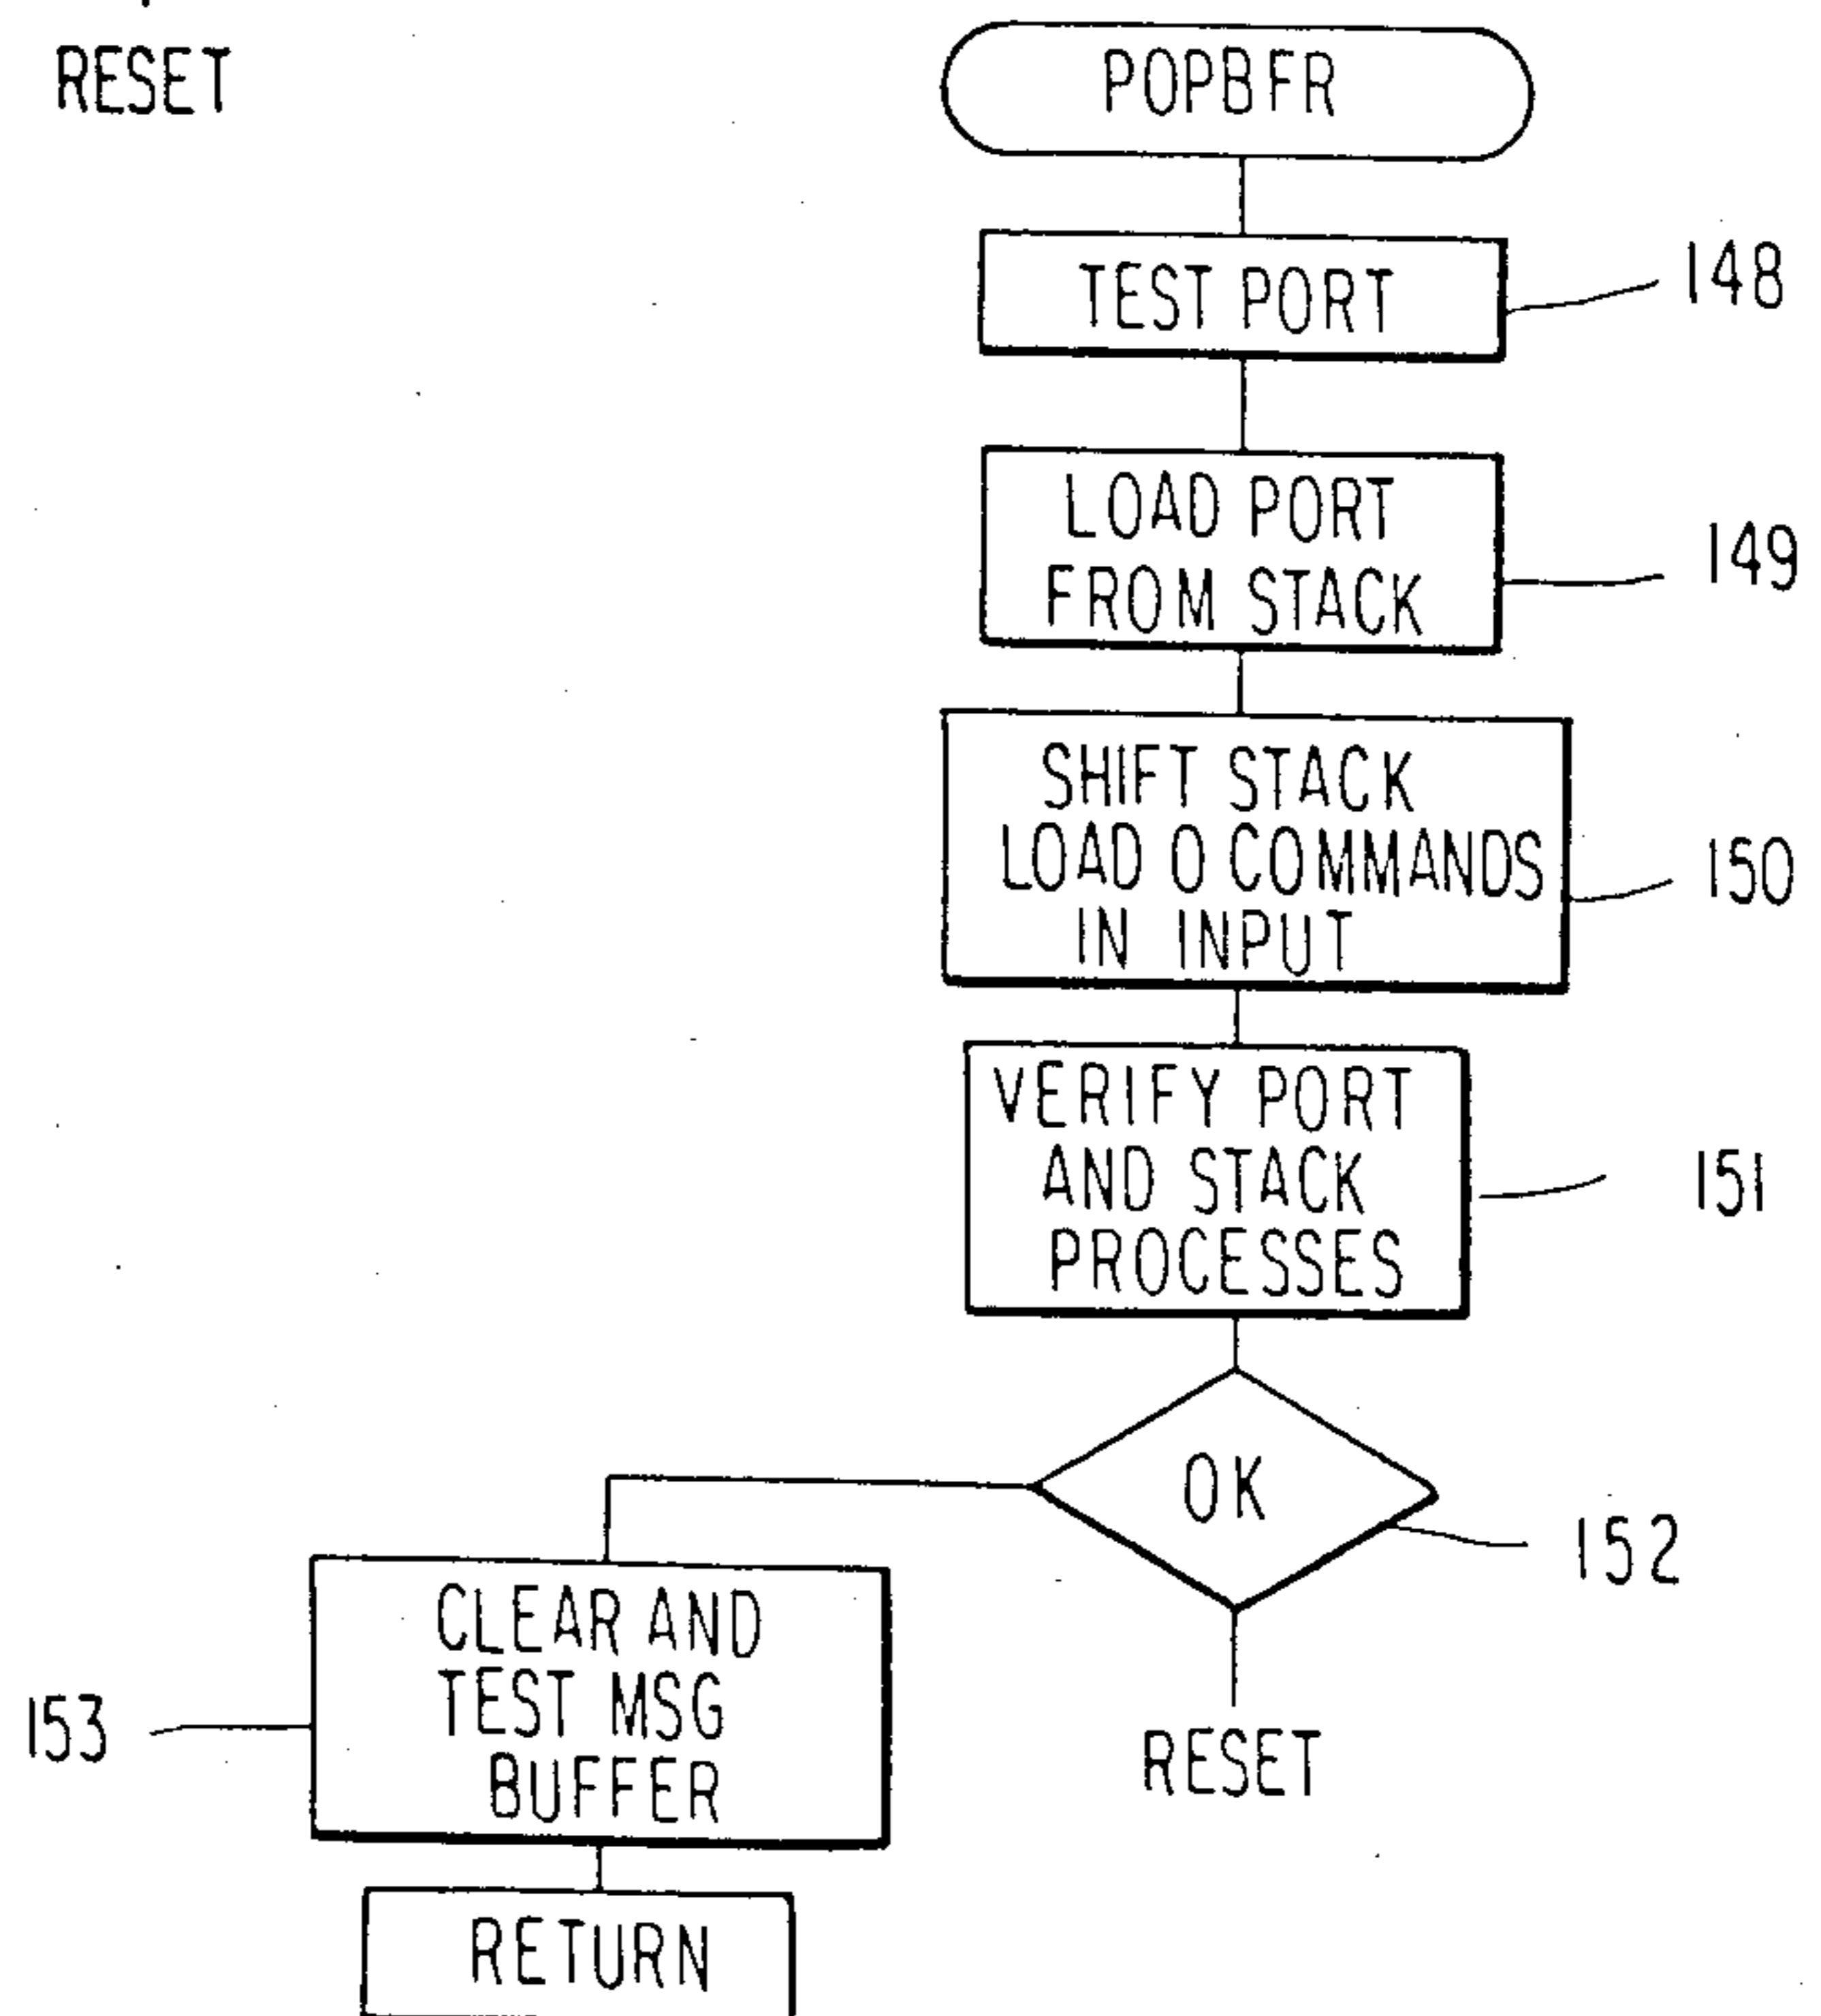 RESET
POPBFR
TEST PORT
148
LOAD PORT
FROM STACK
149
SHIFT STACK
LOAD 0 COMMANDS
IN INPUT
150
VERIFY PORT
AND STACK
PROCESSES
151
OK
152
CLEAR AND
TEST MSG
BUFFER
153
RESET
RETURN